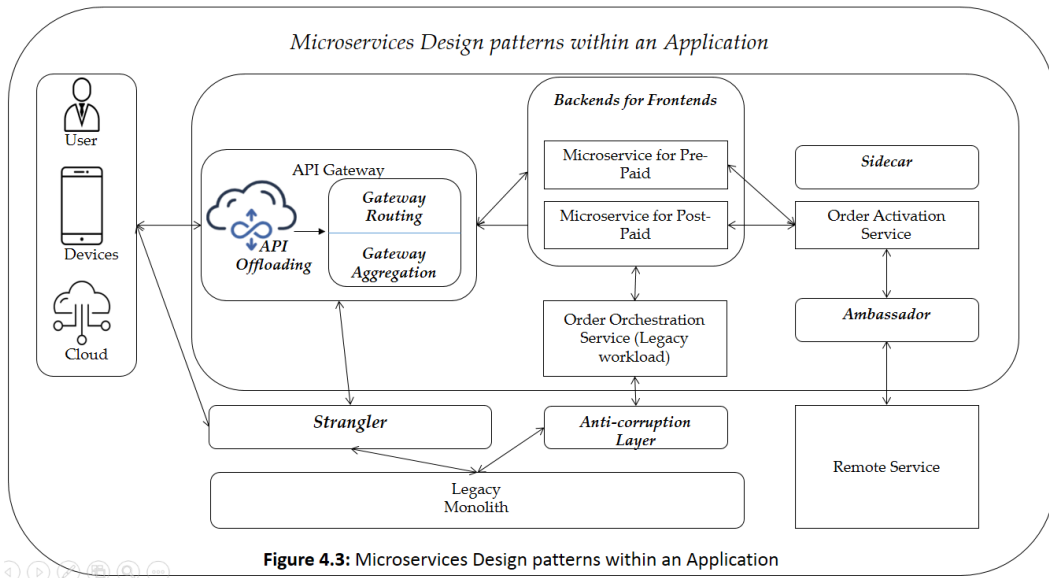 Microservices Design patterns within an Application
User
Devices
Cloud
API Gateway
API
Offloading
Gateway
Routing
Gateway
Aggregation
Backends for Frontends
Microservice for Pre-
Paid
Microservice for Post-
Paid
Sidecar
Order Activation
Service
Order Orchestration
Service (Legacy
workload)
Ambassador
Strangler
Anti-corruption
Layer
Remote Service
Legacy
Monolith
Figure 4.3: Microservices Design patterns within an Application